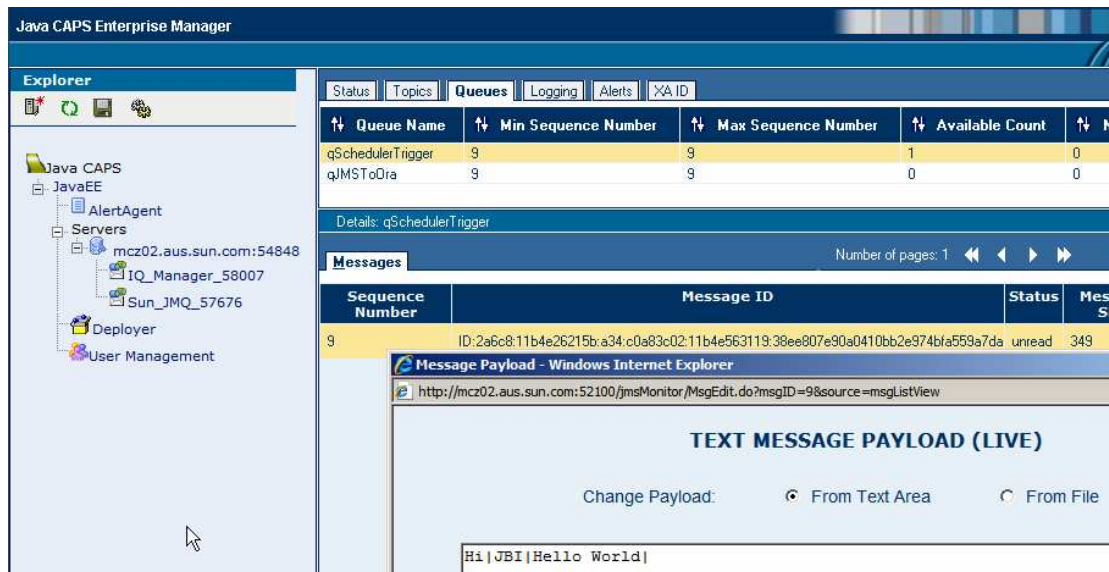 Java CAPS Enterprise Manager
Explorer
Java CAPS
JavaEE
AlertAgent
Servers
mcz02.aus.sun.com:54848
IQ_Manager_58007
Sun_JMQ_57676
Deployer
User Management
Status Topics Queues Logging Alerts XA ID
Queue Name Min Sequence Number Max Sequence Number Available Count N
qSchedulerTrigger 9 9 1 0
qJMSToOra 9 9 0 0
Details: qSchedulerTrigger
Messages Number of pages: 1
Sequence Number Message ID Status Mes S
9 ID:2a6c8:11b4e26215b:a34:c0a83c02:11b4e563119:38ee807e90a0410bb2e974bfa559a7da unread 349
Message Payload - Windows Internet Explorer
http://mcz02.aus.sun.com:52100/jmsMonitor/MsgEdit.do?msgID=9&source=msgListView
TEXT MESSAGE PAYLOAD (LIVE)
Change Payload: From Text Area From File
Hi|JBI|Hello World|